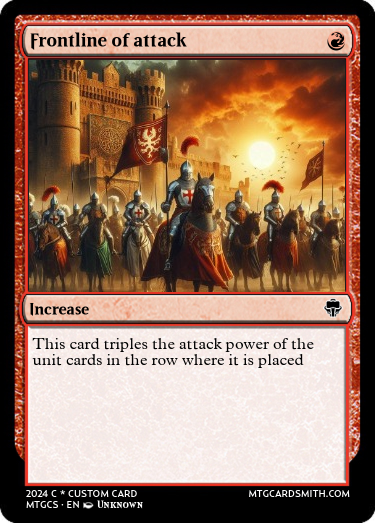 Frontline of attack
Increase
This card triples the attack power of the
unit cards in the row where it is placed
2024 C * CUSTOM CARD
MTGCARDSMITH.COM
MTGCS · EN Unknown